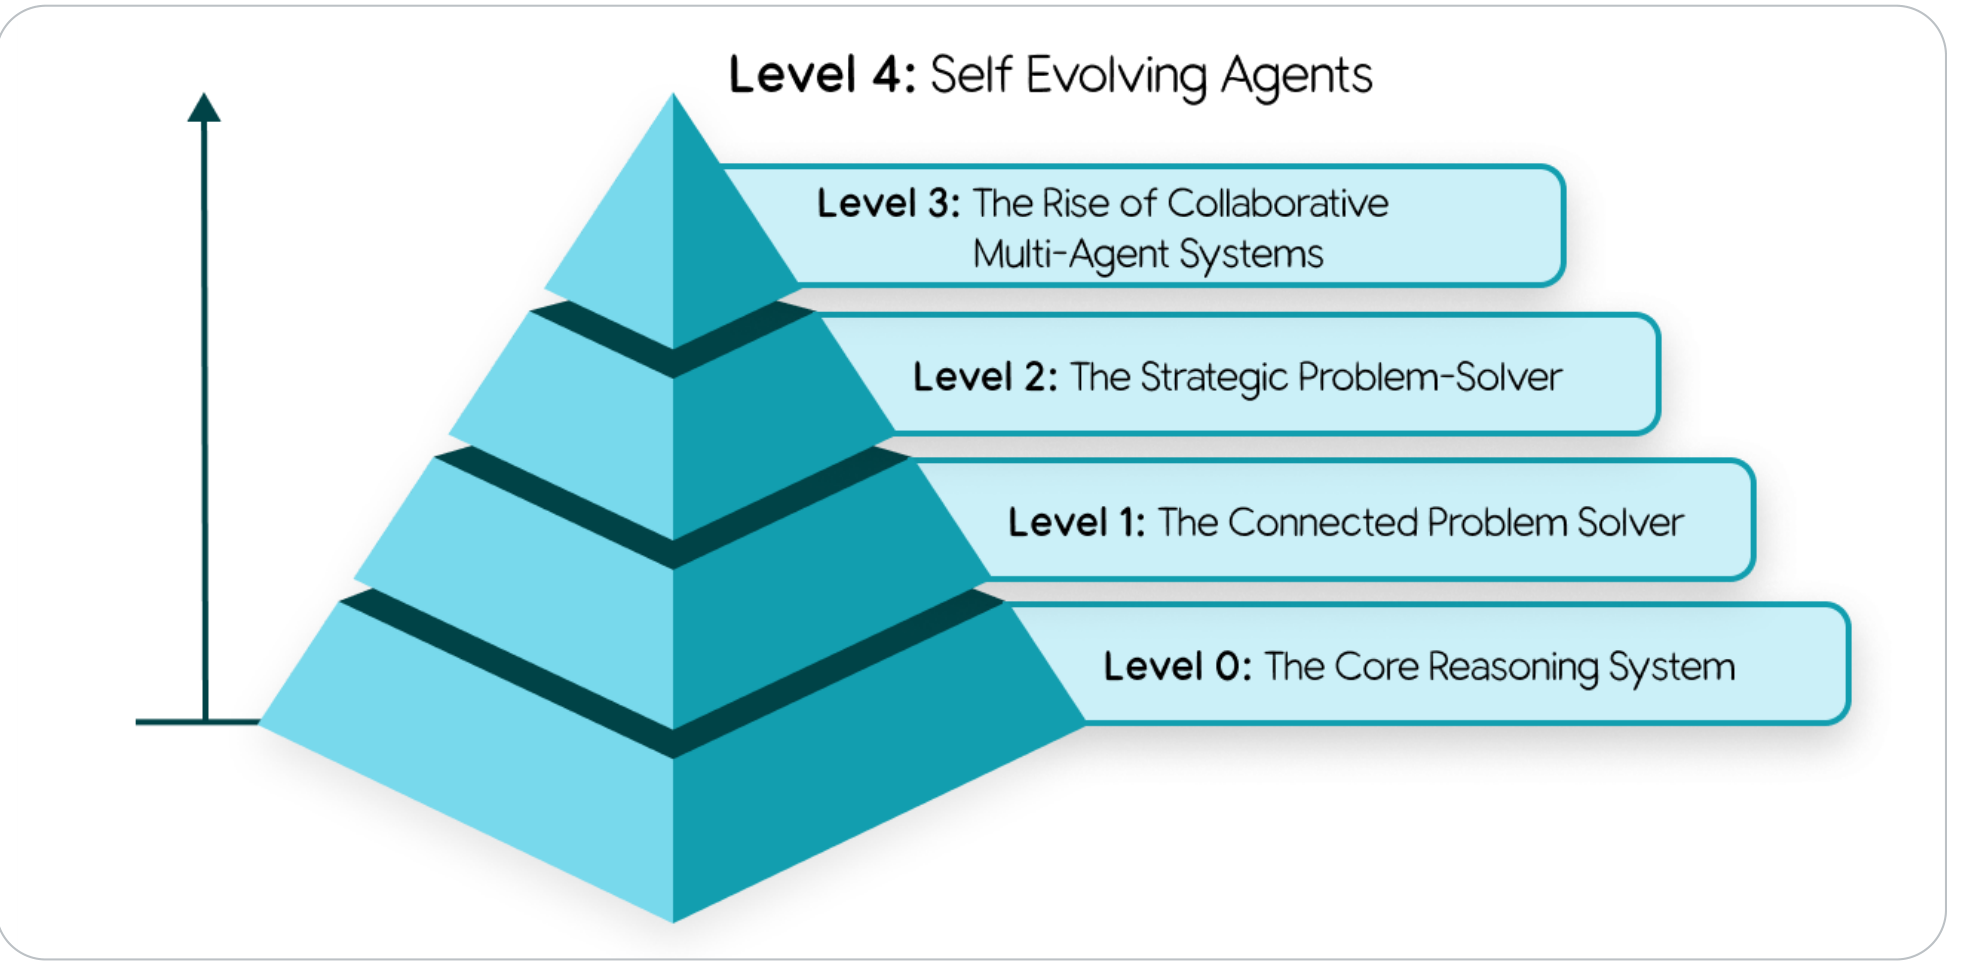 Level 4: Self Evolving Agents
Level 3: The Rise of Collaborative
Multi-Agent Systems
Level 2: The Strategic Problem-Solver
Level 1: The Connected Problem Solver
Level 0: The Core Reasoning System